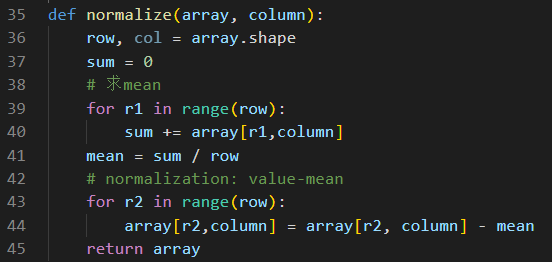 35 def normalize(array, column):
36     row, col = array.shape
37     sum = 0
38     # 求mean
39     for r1 in range(row):
40         sum += array[r1,column]
41     mean = sum / row
42     # normalization: value-mean
43     for r2 in range(row):
44         array[r2,column] = array[r2, column] - mean
45     return array